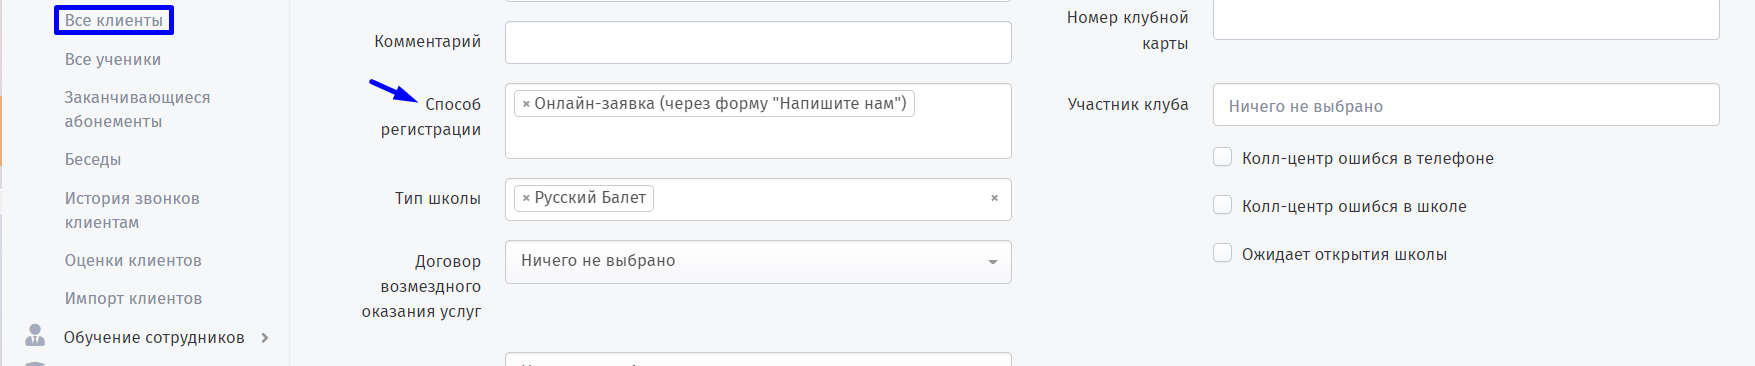 Все клиенты
Все ученики
Заканчивающиеся
абонементы
Беседы
История звонков
клиентам
Оценки клиентов
Импорт клиентов
Обучение сотрудников
Комментарий
Способ
регистрации
× Онлайн-заявка (через форму "Напишите нам")
Тип школы
× Русский Балет ×
Договор
возмездного
оказания услуг
Ничего не выбрано
Номер клубной
карты
Участник клуба
Ничего не выбрано
Колл-центр ошибся в телефоне
Колл-центр ошибся в школе
Ожидает открытия школы